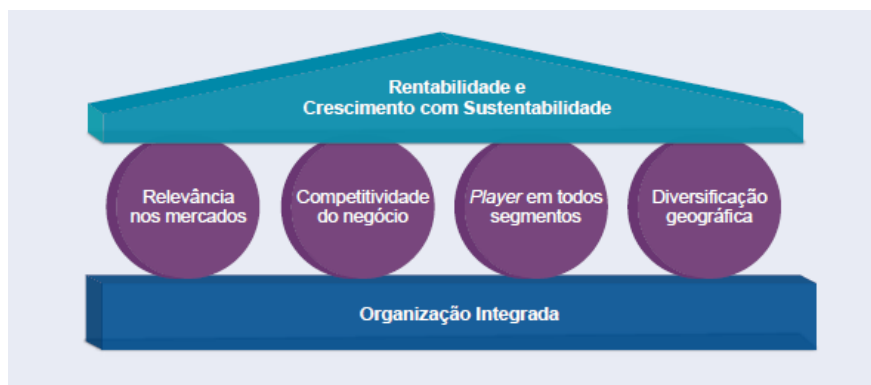 Rentabilidade e
Crescimento com Sustentabilidade
Relevância
nos mercados
Competitividade
do negócio
Player em todos
segmentos
Diversificação
geográfica
Organização Integrada